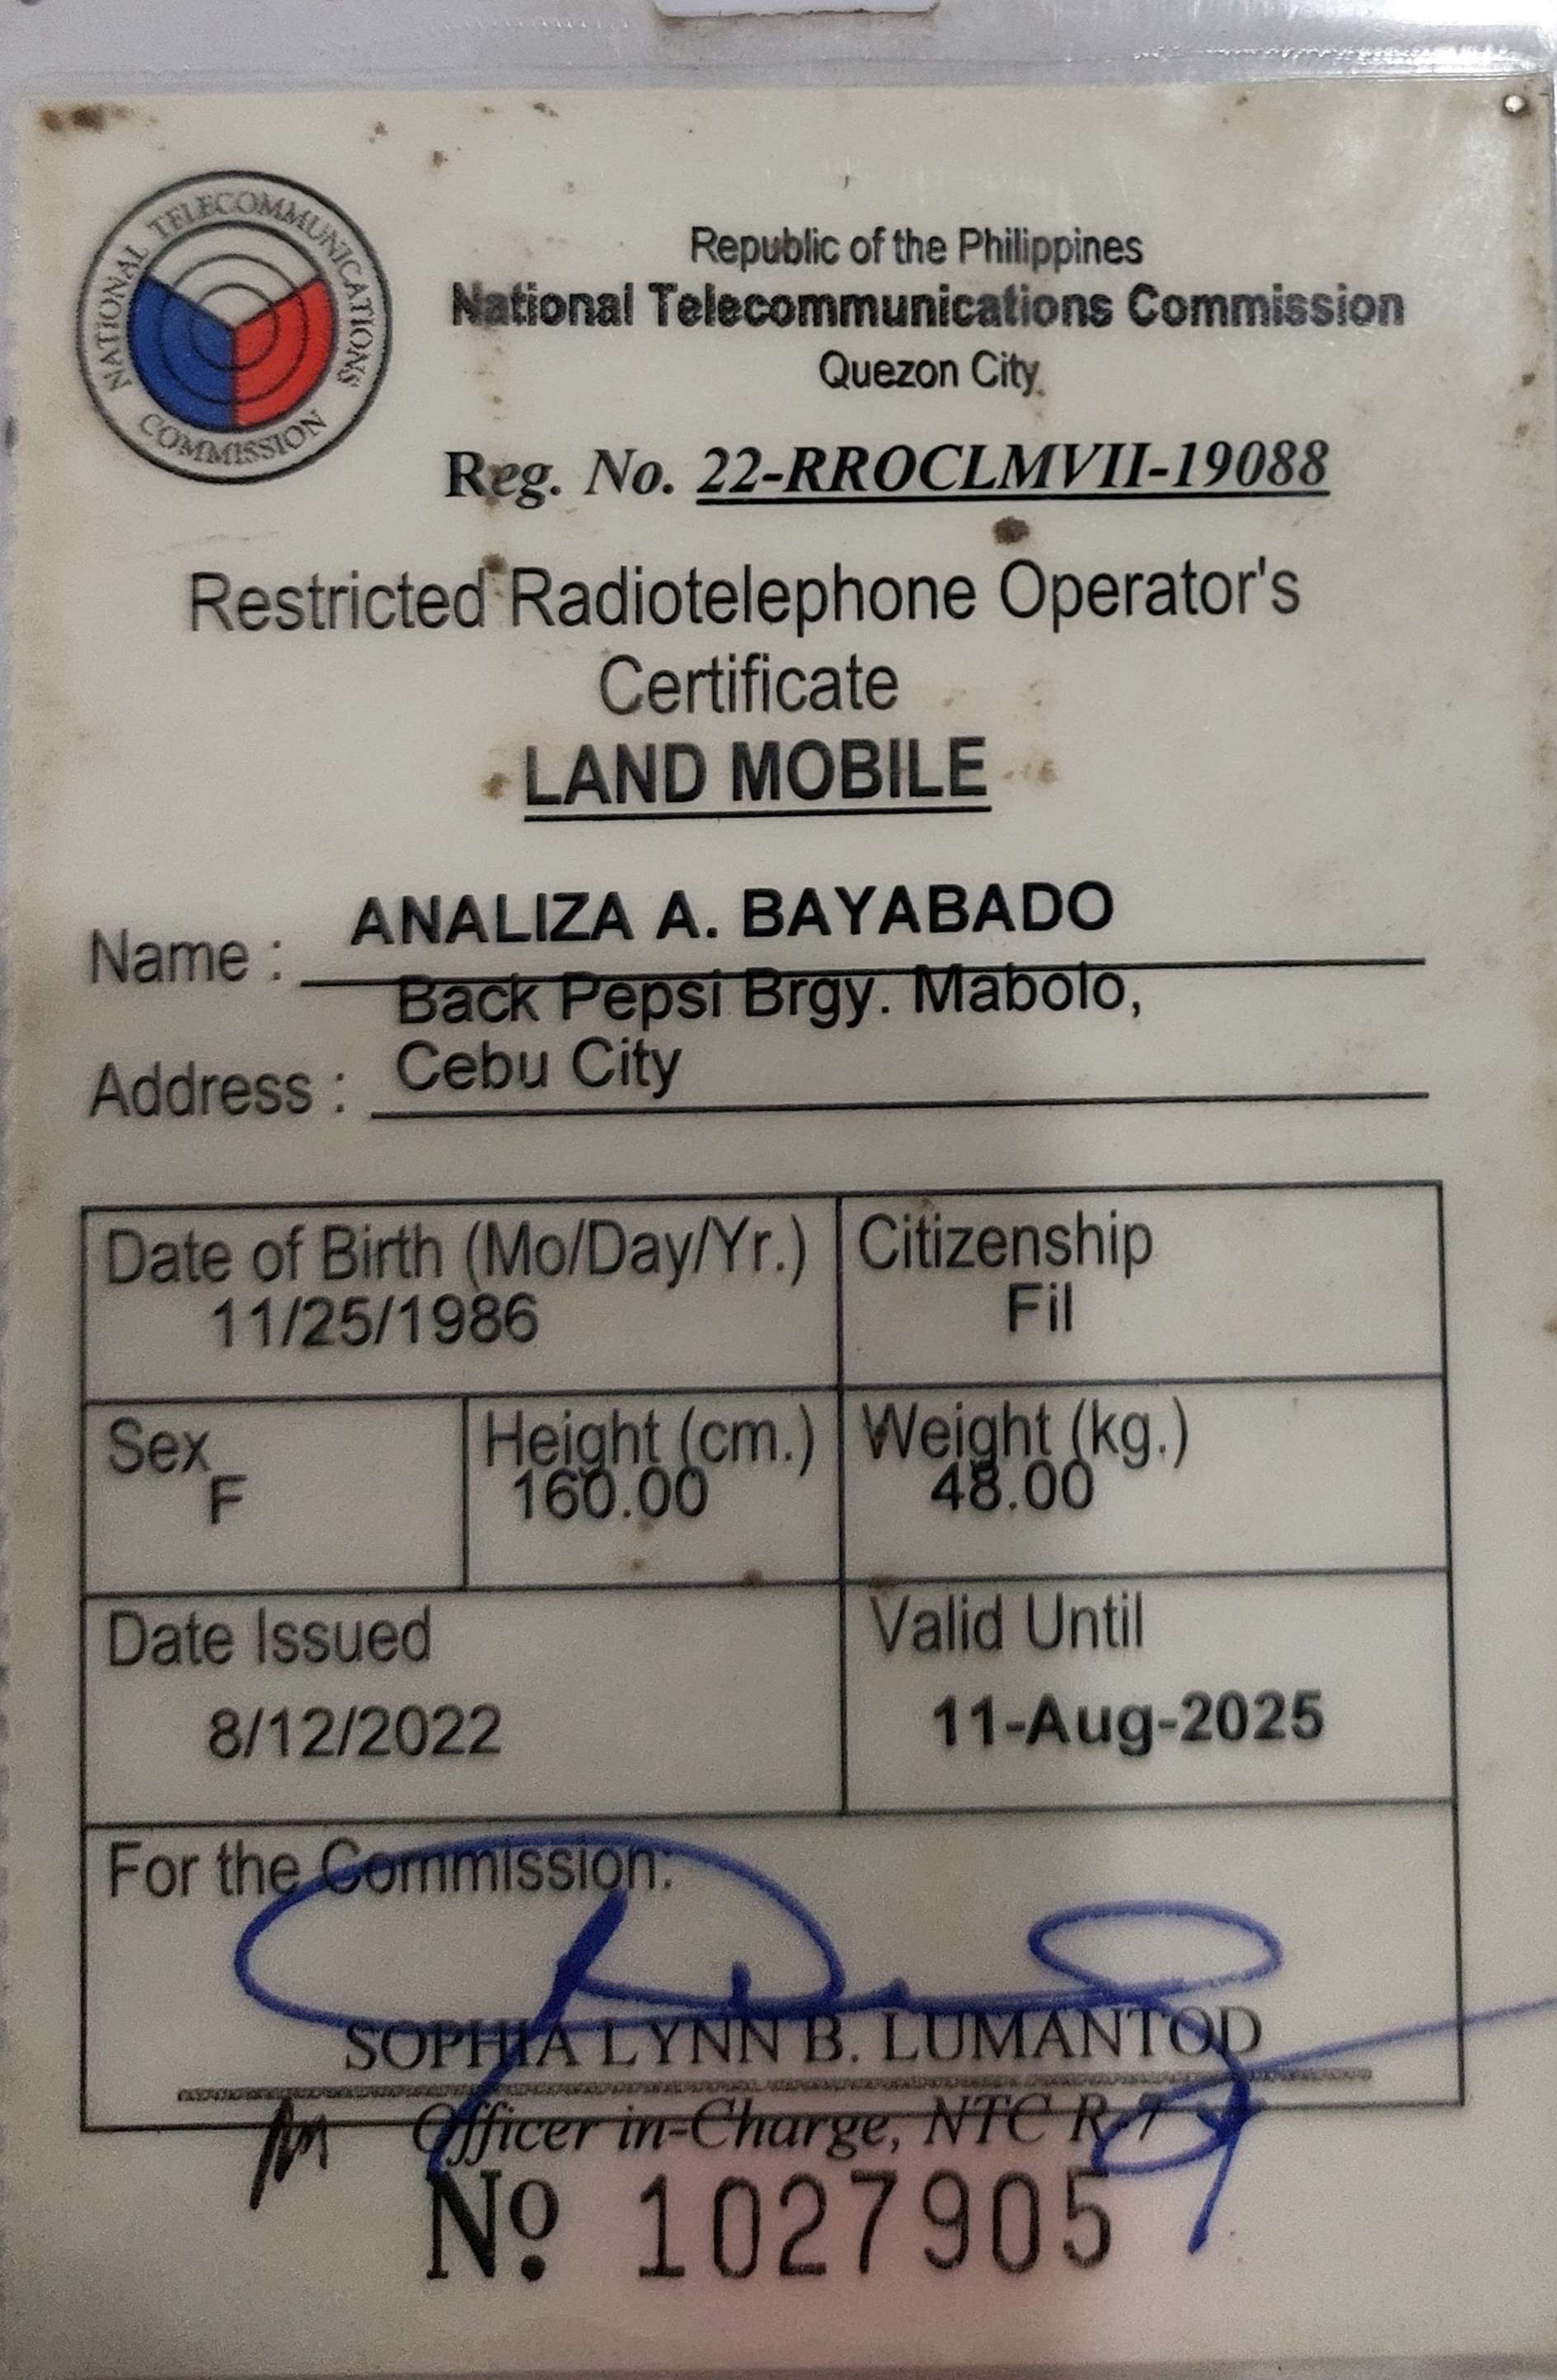 NATIONAL TELECOMMUNICATIONS COMMISSION
Republic of the Philippines
National Telecommunications Commission
Quezon City
Reg. No. 22-RROCLMVII-19088
Restricted Radiotelephone Operator's
Certificate
LAND MOBILE
Name : ANALIZA A. BAYABADO
Back Pepsi Brgy. Mabolo,
Address : Cebu City
Date of Birth (Mo/Day/Yr.) Citizenship
11/25/1986 Fil
Sex Height (cm.) Weight (kg.)
F 160.00 48.00
Date Issued Valid Until
8/12/2022 11-Aug-2025
For the Commission:
SOPHIA LYNN B. LUMANTOD
Officer in-Charge, NTC R-7
Nº 1027905